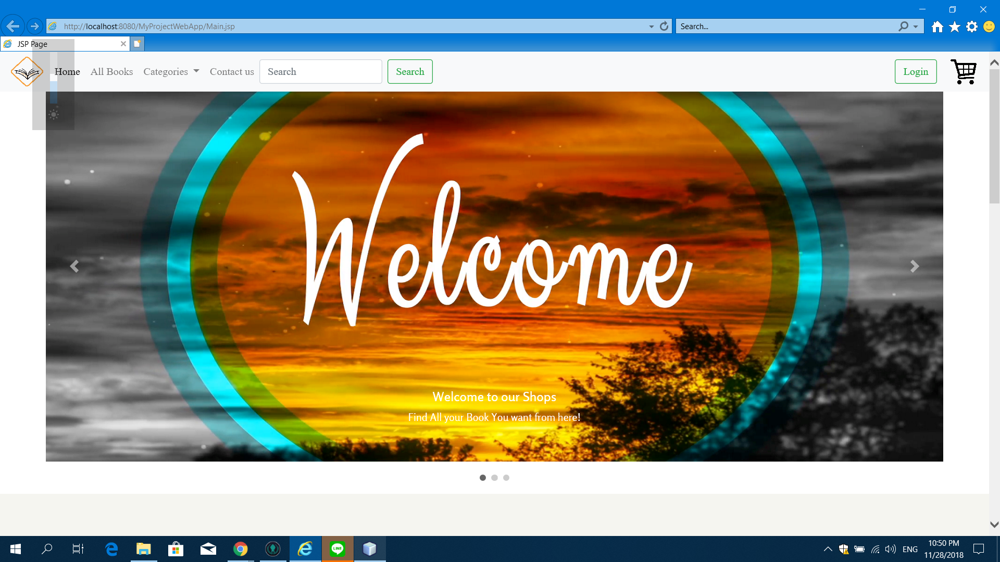 http://localhost:8080/MyProjectWebApp/Main.jsp
Search...
JSP Page
Home
All Books
Categories
Contact us
Search
Search
Login
Welcome
Welcome to our Shops
Find All your Book You want from here!
LINE
ENG
10:50 PM
11/28/2018